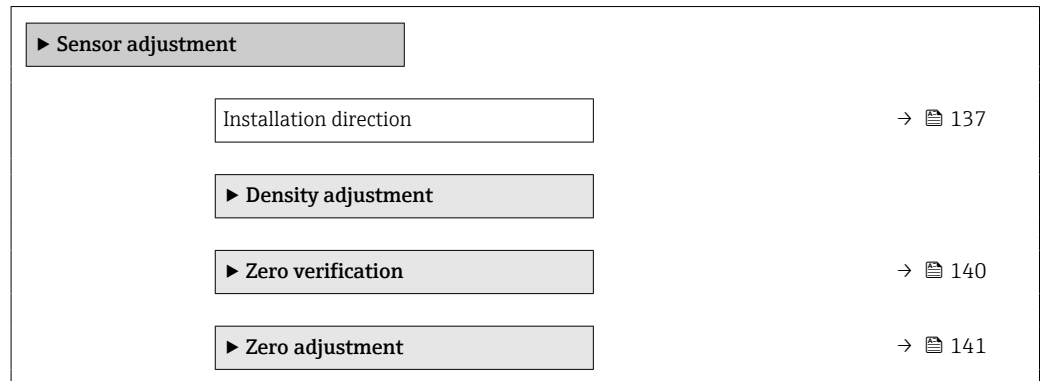 ▶ Sensor adjustment
Installation direction → 🖹 137
▶ Density adjustment
▶ Zero verification → 🖹 140
▶ Zero adjustment → 🖹 141